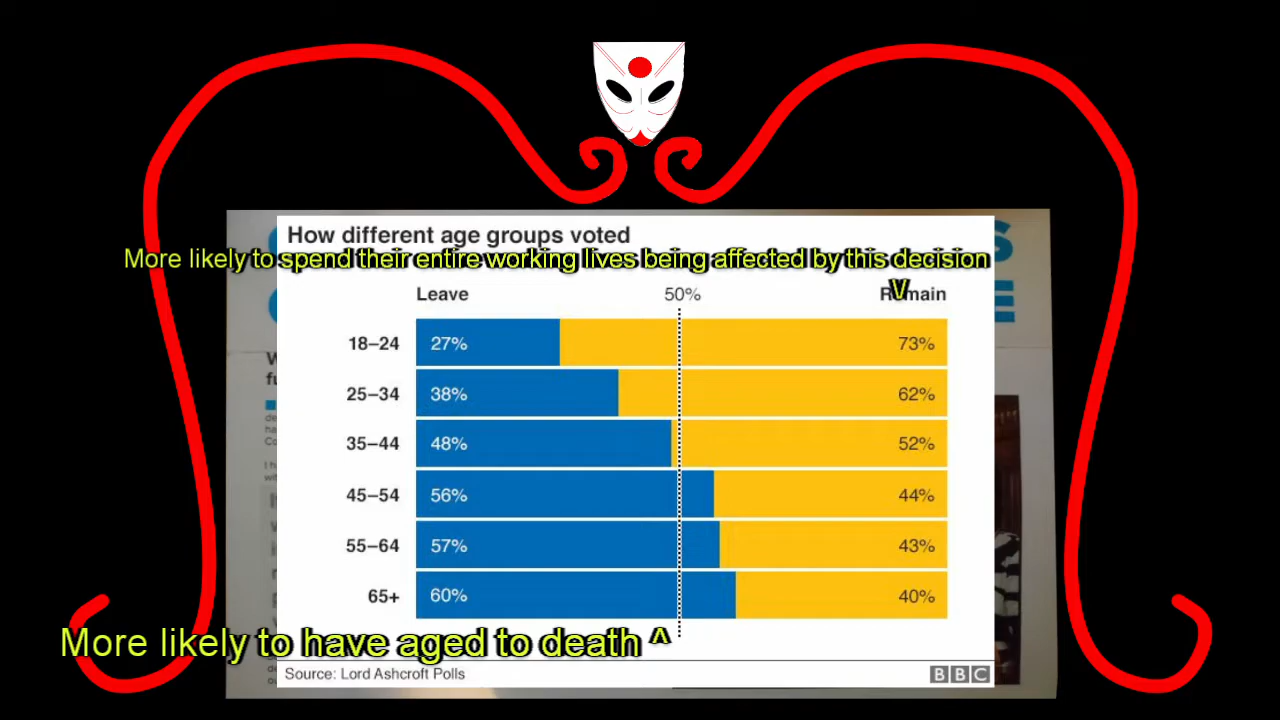 How different age groups voted
More likely to spend their entire working lives being affected by this decision
V
Leave 50% Remain
18–24 27% 73%
25–34 38% 62%
35–44 48% 52%
45–54 56% 44%
55–64 57% 43%
65+ 60% 40%
More likely to have aged to death ^
Source: Lord Ashcroft Polls BBC